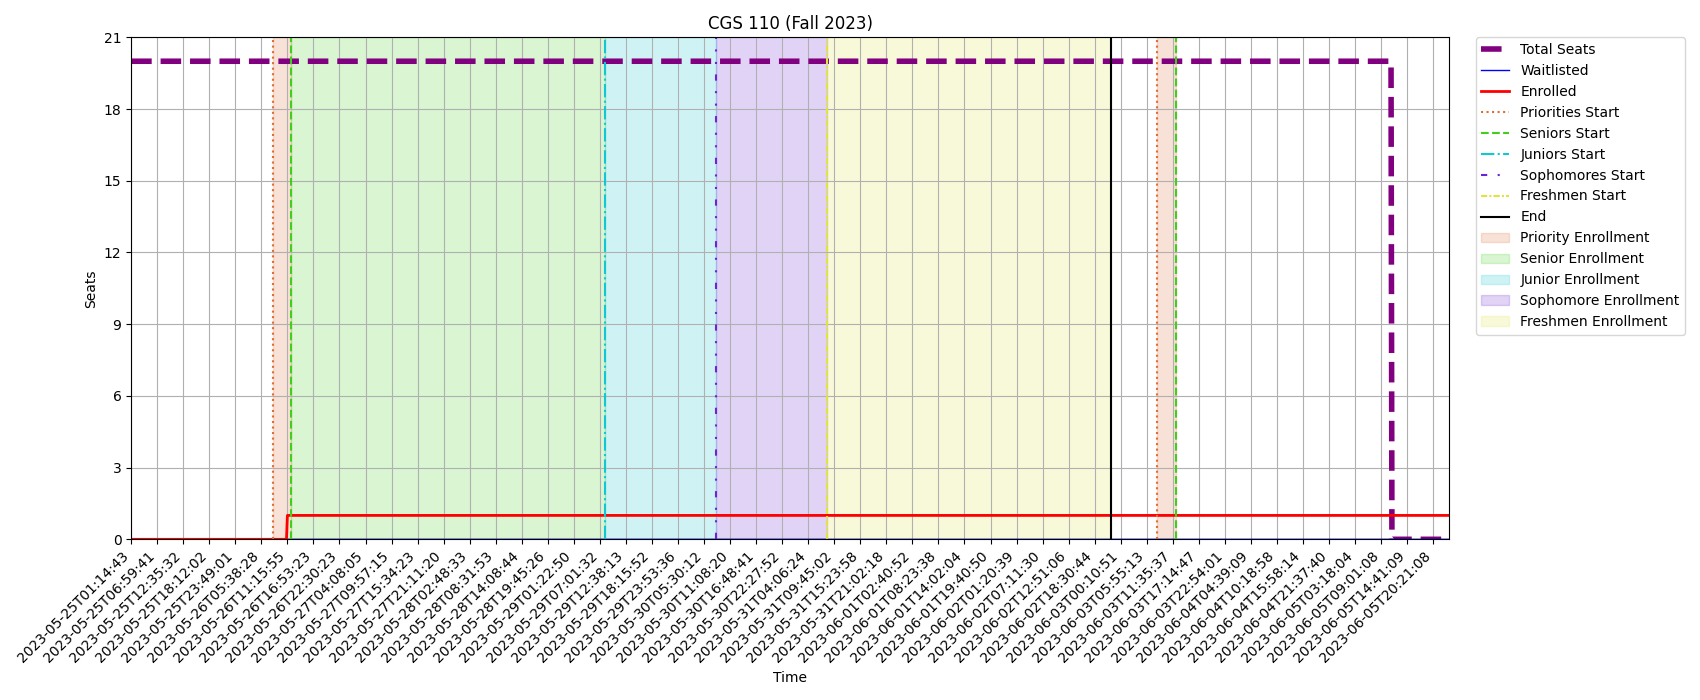 CGS 110 (Fall 2023)
Seats
21
18
15
12
9
6
3
0
2023-05-25T01:14:43
2023-05-25T06:59:41
2023-05-25T12:35:32
2023-05-25T18:12:02
2023-05-25T23:49:01
2023-05-26T05:38:28
2023-05-26T11:15:55
2023-05-26T16:53:23
2023-05-26T22:30:23
2023-05-27T04:08:05
2023-05-27T09:57:15
2023-05-27T15:34:23
2023-05-27T21:11:20
2023-05-28T02:48:33
2023-05-28T08:31:53
2023-05-28T14:08:44
2023-05-28T19:45:26
2023-05-29T01:22:50
2023-05-29T07:01:32
2023-05-29T12:38:13
2023-05-29T18:15:52
2023-05-29T23:53:36
2023-05-30T05:30:12
2023-05-30T11:08:20
2023-05-30T16:48:41
2023-05-30T22:27:52
2023-05-31T04:06:24
2023-05-31T09:45:02
2023-05-31T15:23:58
2023-05-31T21:02:18
2023-06-01T02:40:52
2023-06-01T08:23:38
2023-06-01T14:02:04
2023-06-01T19:40:50
2023-06-02T01:20:39
2023-06-02T07:11:30
2023-06-02T12:51:06
2023-06-02T18:30:44
2023-06-03T00:10:51
2023-06-03T05:55:13
2023-06-03T11:35:37
2023-06-03T17:14:47
2023-06-03T22:54:01
2023-06-04T04:39:09
2023-06-04T10:18:58
2023-06-04T15:58:14
2023-06-04T21:37:40
2023-06-05T03:18:04
2023-06-05T09:01:08
2023-06-05T14:41:09
2023-06-05T20:21:08
Time
Total Seats
Waitlisted
Enrolled
Priorities Start
Seniors Start
Juniors Start
Sophomores Start
Freshmen Start
End
Priority Enrollment
Senior Enrollment
Junior Enrollment
Sophomore Enrollment
Freshmen Enrollment